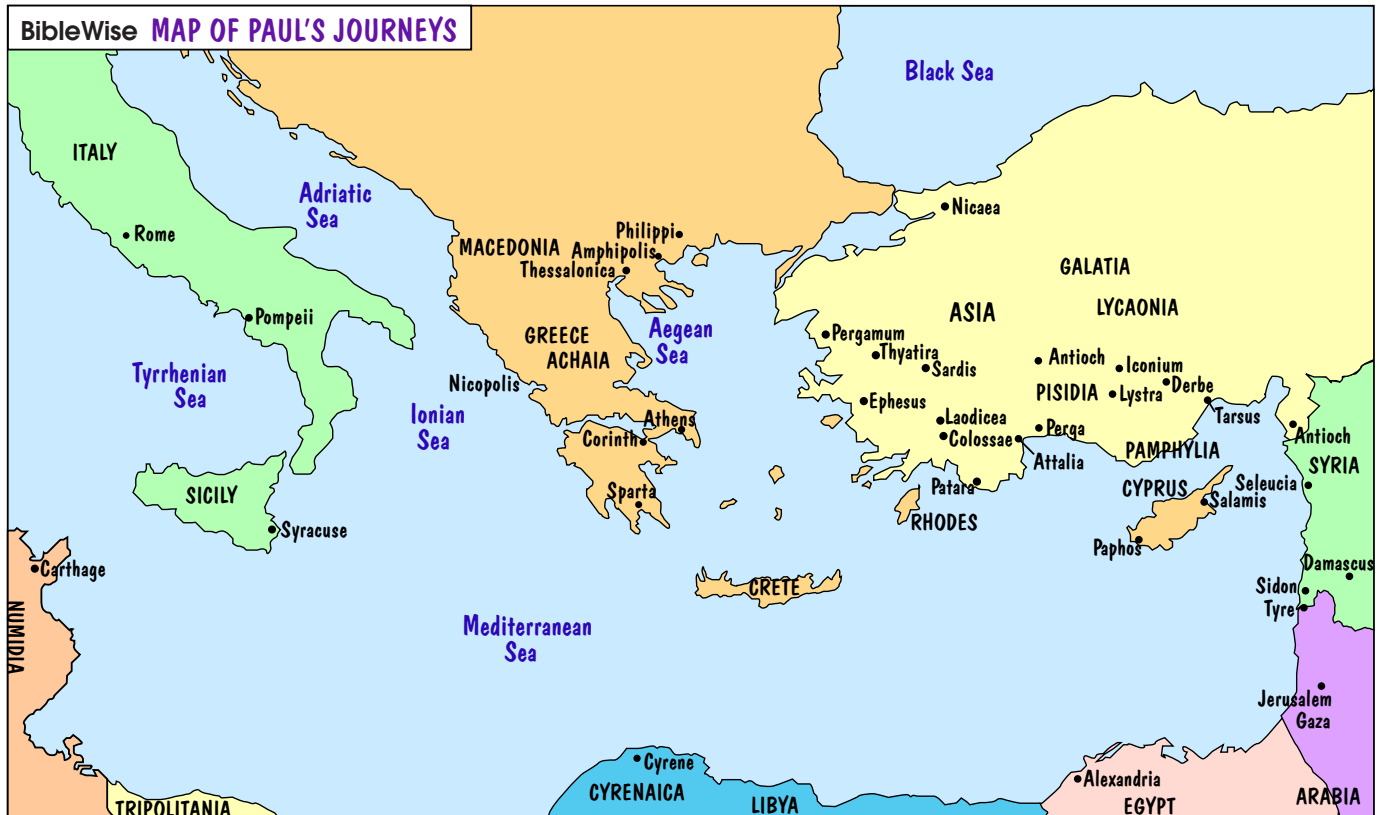 BibleWise MAP OF PAUL'S JOURNEYS
Black Sea
ITALY
Adriatic
Sea
Rome
Nicaea
Philippi
MACEDONIA
Amphipolis
Thessalonica
GALATIA
LYCAONIA
ASIA
Pompeii
GREECE
ACHAIA
Aegean
Sea
Pergamum
Thyatira
Sardis
Antioch
Iconium
Tyrrhenian
Sea
Nicopolis
PISIDIA
Lystra
Derbe
Ephesus
Ionian
Sea
Athens
Corinth
Laodicea
Colossae
Perga
Tarsus
Attalia
PAMPHYLIA
Antioch
SYRIA
SICILY
Sparta
Patara
RHODES
CYPRUS
Seleucia
Salamis
Syracuse
Paphos
Carthage
CRETE
Damascus
Sidon
Tyre
NUMIDIA
Mediterranean
Sea
Jerusalem
Gaza
Cyrene
CYRENAICA
LIBYA
Alexandria
EGYPT
ARABIA
TRIPOLITANIA